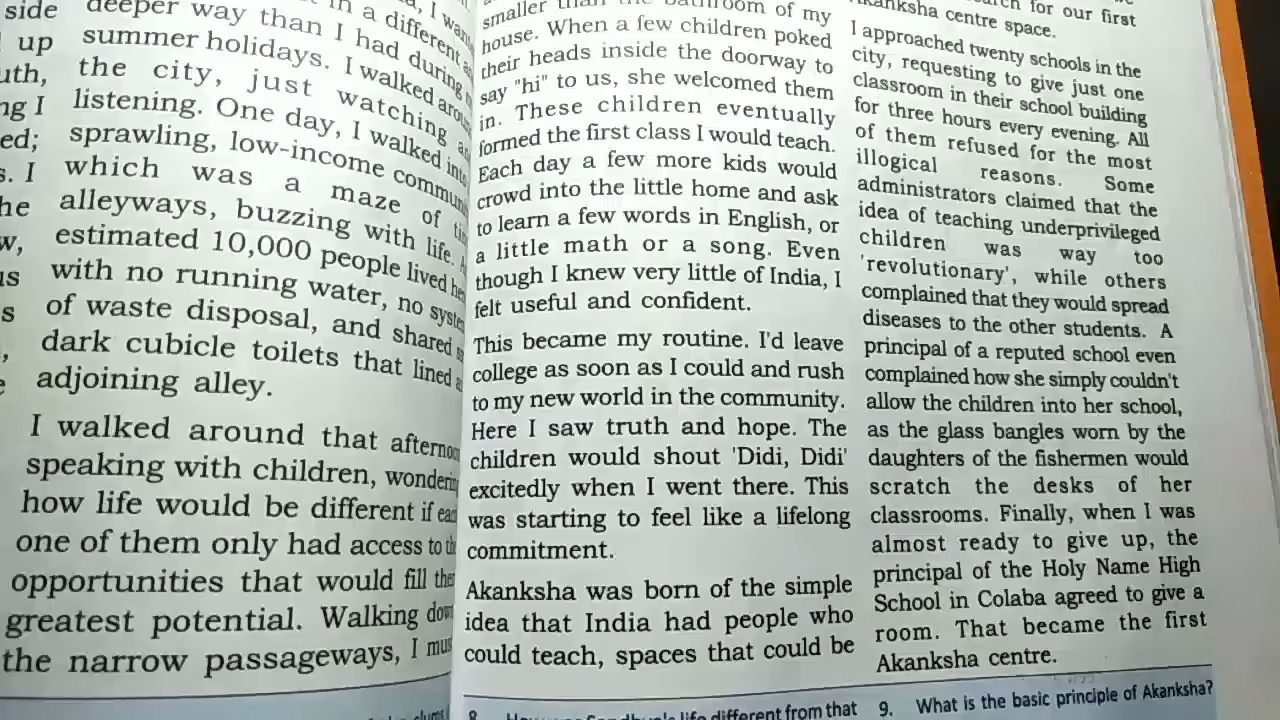 side
up
uth,
ng I
ed;
s. I
he
w,
us
s
,
e
deeper way than I had during
summer holidays. I walked
the city, just watching
listening. One day, I walked into
sprawling, low-income
which was a maze of
alleyways, buzzing with life.
estimated 10,000 people lived
with no running water, no
of waste disposal, and shared
dark cubicle toilets that lined
adjoining alley.
I walked around that
speaking with children,
how life would be different if
one of them only had access to
opportunities that would fill
greatest potential. Walking
the narrow passageways, I
smaller than the bathroom of my
house. When a few children poked
their heads inside the doorway to
say "hi" to us, she welcomed them
in. These children eventually
formed the first class I would teach.
Each day a few more kids would
crowd into the little home and ask
to learn a few words in English, or
a little math or a song. Even
though I knew very little of India, I
felt useful and confident.
This became my routine. I'd leave
college as soon as I could and rush
to my new world in the community.
Here I saw truth and hope. The
children would shout 'Didi, Didi'
excitedly when I went there. This
was starting to feel like a lifelong
commitment.
Akanksha was born of the simple
idea that India had people who
could teach, spaces that could be
for our first
Akanksha centre space.
I approached twenty schools in the
city, requesting to give just one
classroom in their school building
for three hours every evening. All
of them refused for the most
illogical reasons. Some
administrators claimed that the
idea of teaching underprivileged
children was way too
'revolutionary', while others
complained that they would spread
diseases to the other students. A
principal of a reputed school even
complained how she simply couldn't
allow the children into her school,
as the glass bangles worn by the
daughters of the fishermen would
scratch the desks of her
classrooms. Finally, when I was
almost ready to give up, the
principal of the Holy Name High
School in Colaba agreed to give a
room. That became the first
Akanksha centre.
8. life different from that
9. What is the basic principle of Akanksha?